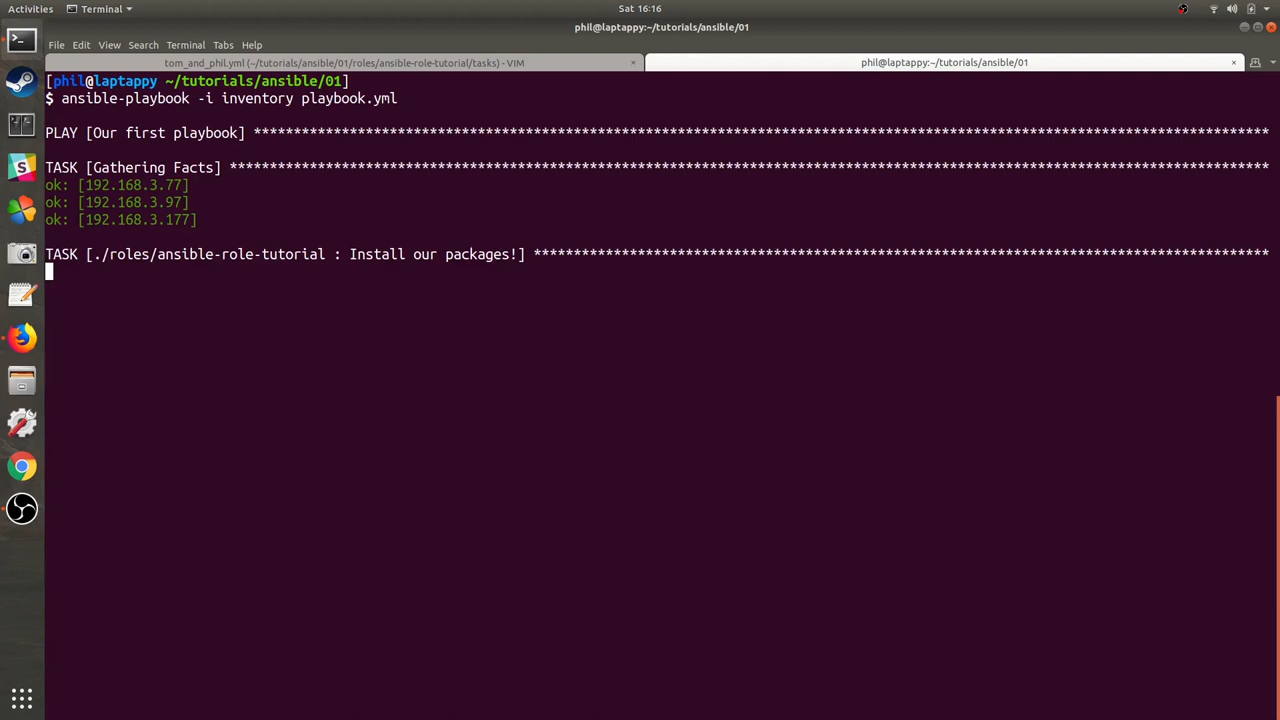 Activities Terminal Sat 16:16
phil@laptappy:~/tutorials/ansible/01
File Edit View Search Terminal Tabs Help
tom_and_phil.yml (~/tutorials/ansible/01/roles/ansible-role-tutorial/tasks) - VIM × phil@laptappy:~/tutorials/ansible/01 ×
[phil@laptappy ~/tutorials/ansible/01]
$ ansible-playbook -i inventory playbook.yml
PLAY [Our first playbook] *******************************************************************************************************************************
TASK [Gathering Facts] **********************************************************************************************************************************
ok: [192.168.3.77]
ok: [192.168.3.97]
ok: [192.168.3.177]
TASK [./roles/ansible-role-tutorial : Install our packages!] ********************************************************************************************